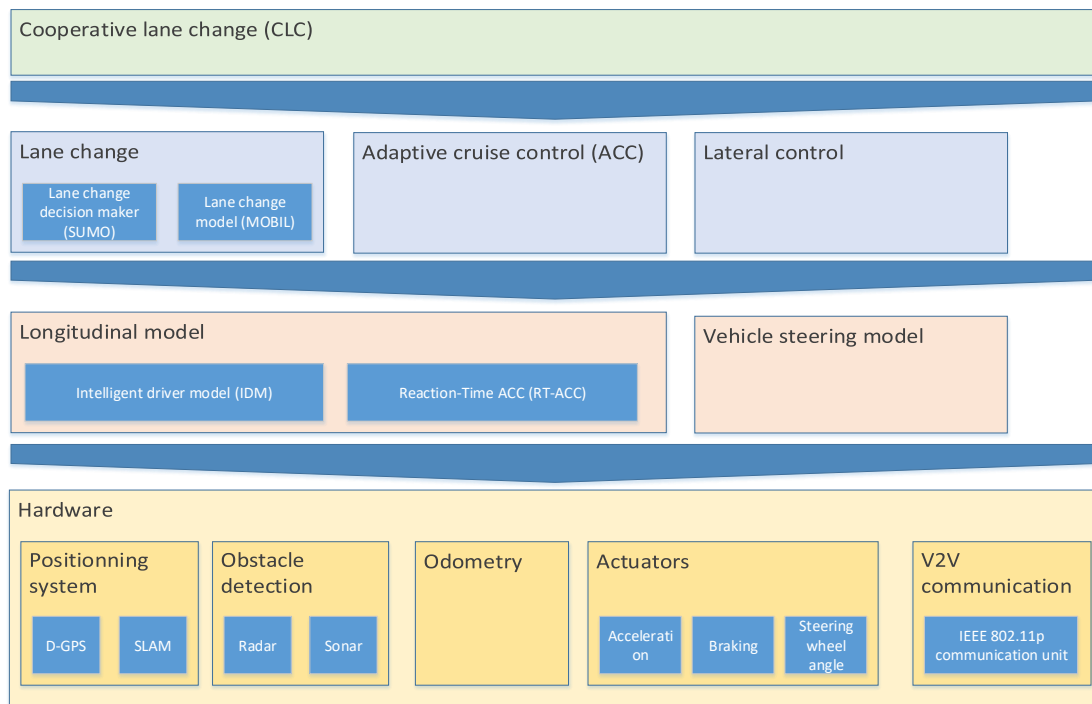 Cooperative lane change (CLC)
Lane change
Lane change
decision maker
(SUMO)
Lane change
model (MOBIL)
Adaptive cruise control (ACC)
Lateral control
Longitudinal model
Intelligent driver model (IDM)
Reaction-Time ACC (RT-ACC)
Vehicle steering model
Hardware
Positionning
system
D-GPS
SLAM
Obstacle
detection
Radar
Sonar
Odometry
Actuators
Accelerati
on
Braking
Steering
wheel
angle
V2V
communication
IEEE 802.11p
communication unit